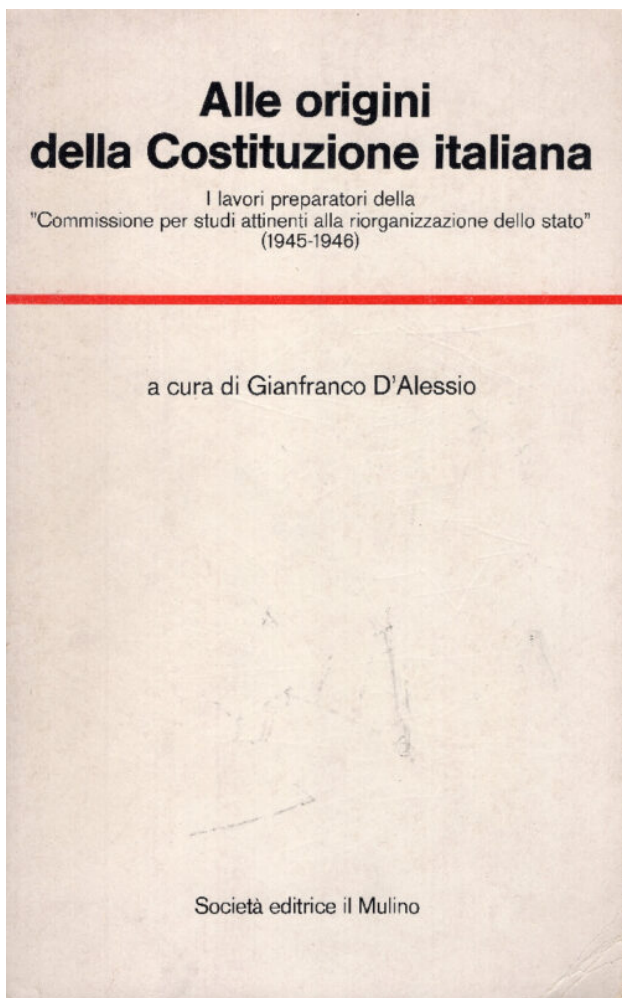 Alle origini
della Costituzione italiana
I lavori preparatori della
"Commissione per studi attinenti alla riorganizzazione dello stato"
(1945-1946)
a cura di Gianfranco D'Alessio
Società editrice il Mulino